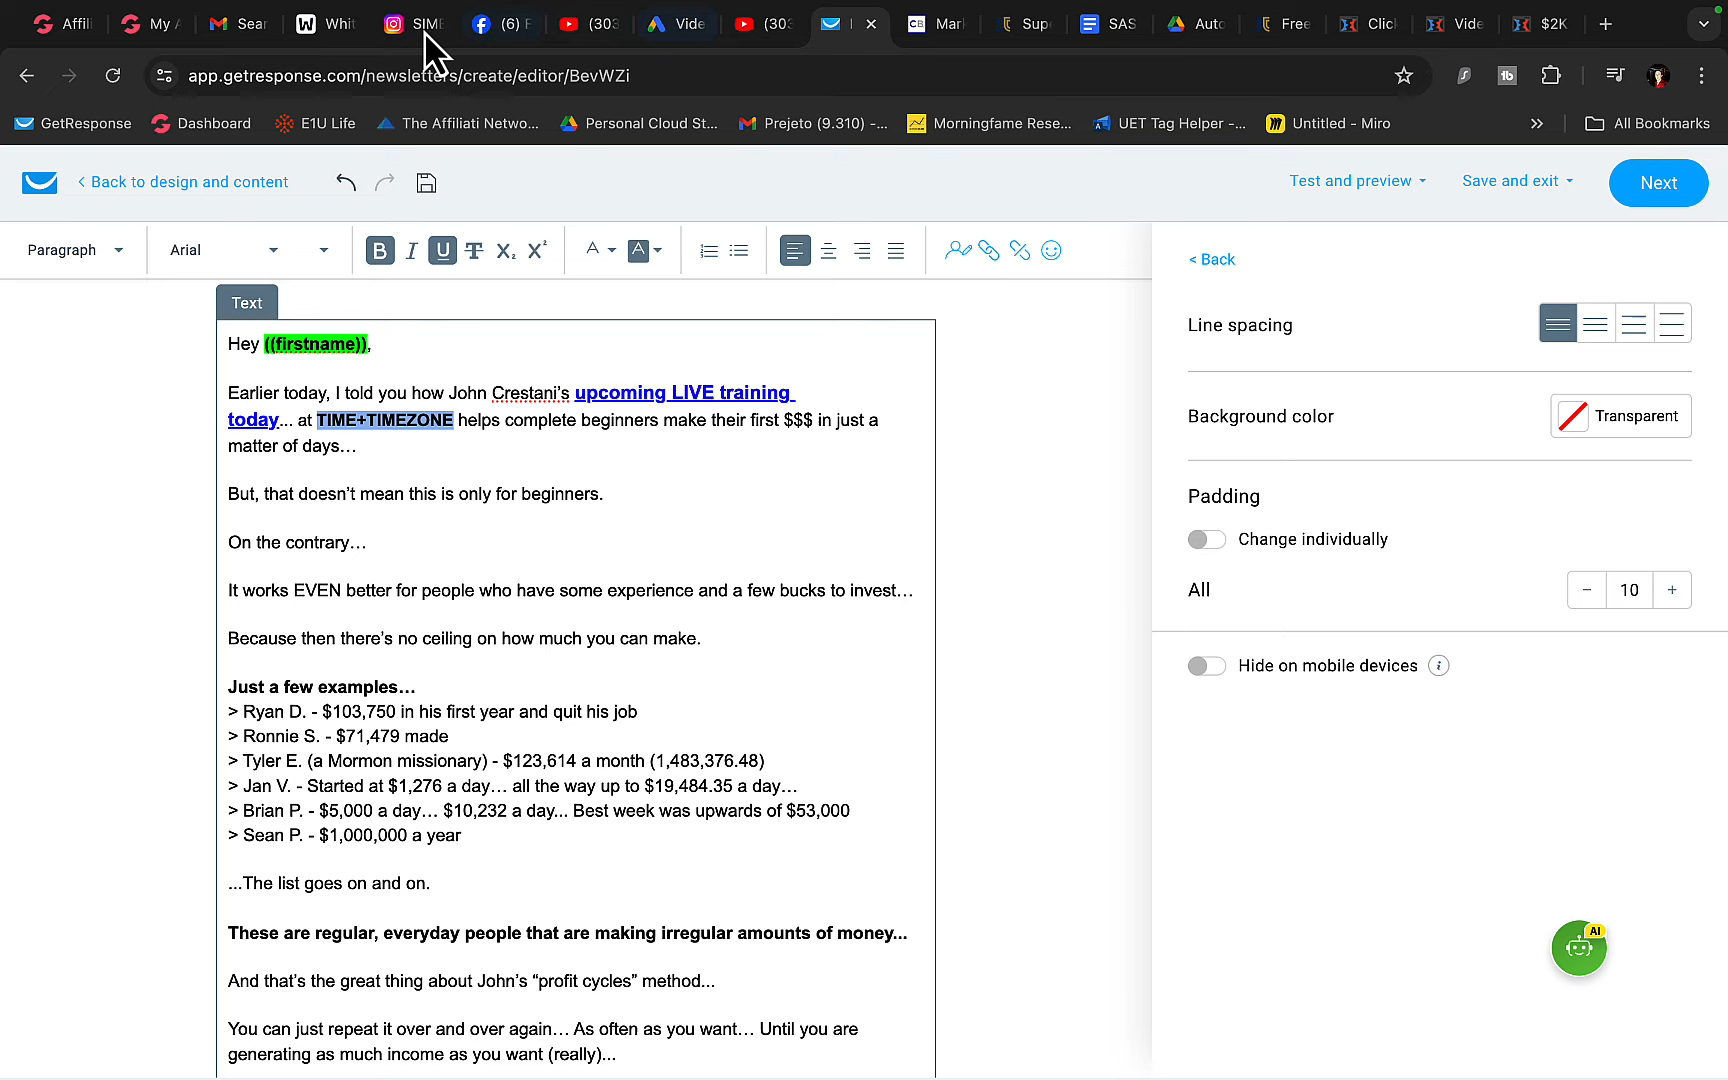 Affili
My A
Sear
Whit
SIME
(6) F
(303
Vide
(303
Mar
Sup
SAS
Auto
Free
Clic
Vide
$2K
app.getresponse.com/newsletters/create/editor/BevWZi
GetResponse
Dashboard
E1U Life
The Affiliati Netwo...
Personal Cloud St...
Prejeto (9.310) -...
Morningfame Rese...
UET Tag Helper -...
Untitled - Miro
All Bookmarks
< Back to design and content
Test and preview
Save and exit
Next
Paragraph
Arial
< Back
Text
Hey ((firstname)),
Earlier today, I told you how John Crestani’s upcoming LIVE training
today... at TIME+TIMEZONE helps complete beginners make their first $$$ in just a
matter of days…
But, that doesn’t mean this is only for beginners.
On the contrary…
It works EVEN better for people who have some experience and a few bucks to invest…
Because then there’s no ceiling on how much you can make.
Just a few examples…
> Ryan D. - $103,750 in his first year and quit his job
> Ronnie S. - $71,479 made
> Tyler E. (a Mormon missionary) - $123,614 a month (1,483,376.48)
> Jan V. - Started at $1,276 a day… all the way up to $19,484.35 a day…
> Brian P. - $5,000 a day… $10,232 a day... Best week was upwards of $53,000
> Sean P. - $1,000,000 a year
...The list goes on and on.
These are regular, everyday people that are making irregular amounts of money...
And that’s the great thing about John’s “profit cycles” method...
You can just repeat it over and over again… As often as you want… Until you are
generating as much income as you want (really)...
Line spacing
Background color
Transparent
Padding
Change individually
All
10
Hide on mobile devices
AI